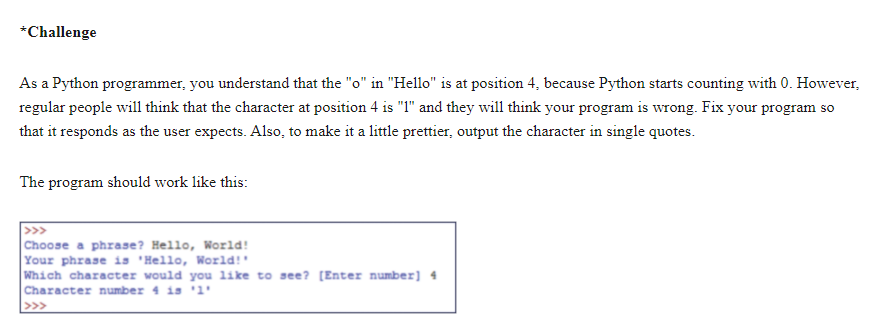 *Challenge
As a Python programmer, you understand that the "o" in "Hello" is at position 4, because Python starts counting with 0. However,
regular people will think that the character at position 4 is "l" and they will think your program is wrong. Fix your program so
that it responds as the user expects. Also, to make it a little prettier, output the character in single quotes.
The program should work like this:
>>>
Choose a phrase? Hello, World!
Your phrase is 'Hello, World!'
Which character would you like to see? [Enter number] 4
Character number 4 is 'l'
>>>